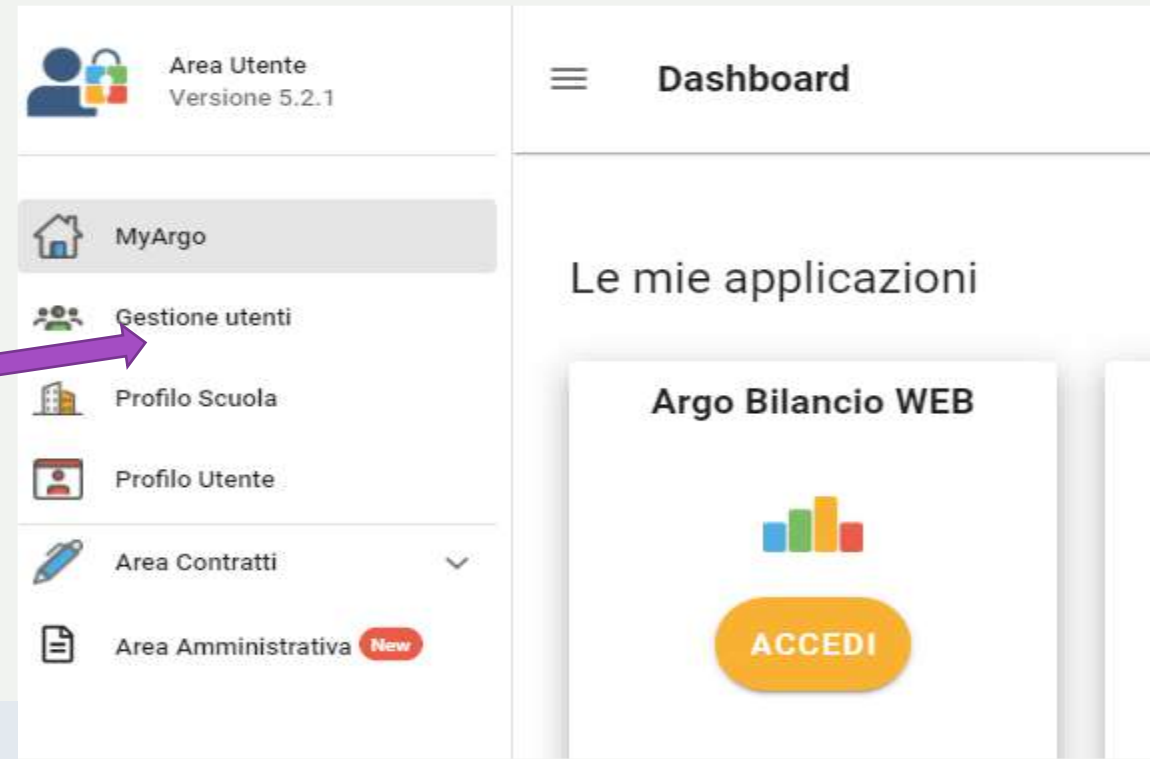 Area Utente
Versione 5.2.1
MyArgo
Gestione utenti
Profilo Scuola
Profilo Utente
Area Contratti
Area Amministrativa New
Dashboard
Le mie applicazioni
Argo Bilancio WEB
ACCEDI